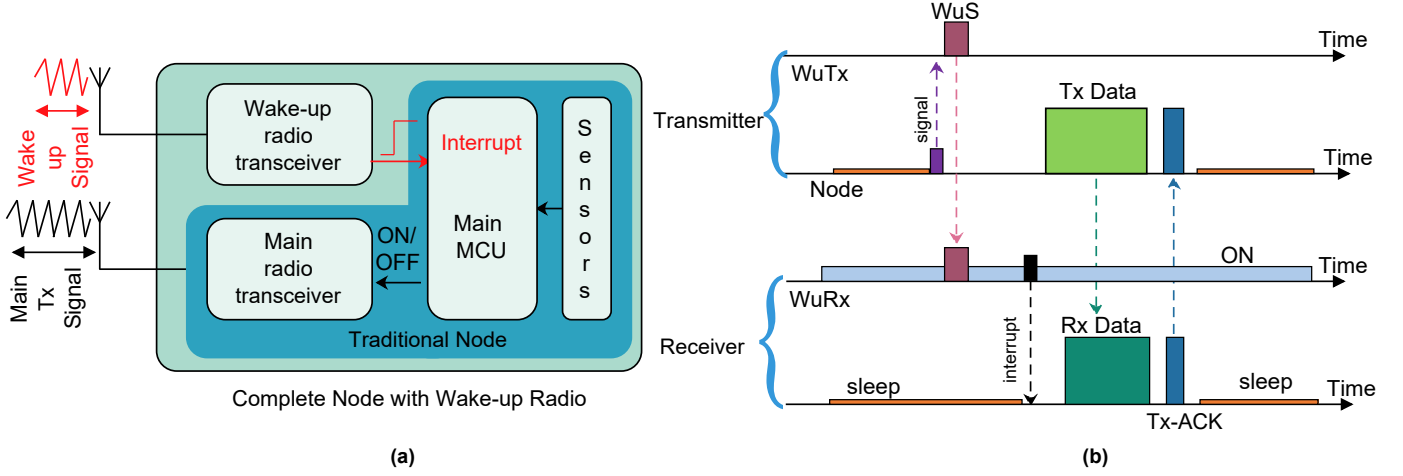 Wake
up
Signal
Main
Tx
Signal
Wake-up
radio
transceiver
Interrupt
Main
MCU
Sensors
Main
radio
transceiver
ON/
OFF
Traditional Node
Complete Node with Wake-up Radio
(a)
WuS
Time
WuTx
Transmitter
signal
Tx Data
Time
Node
ON
Time
WuRx
Receiver
interrupt
Rx Data
sleep
sleep
Time
Tx-ACK
(b)